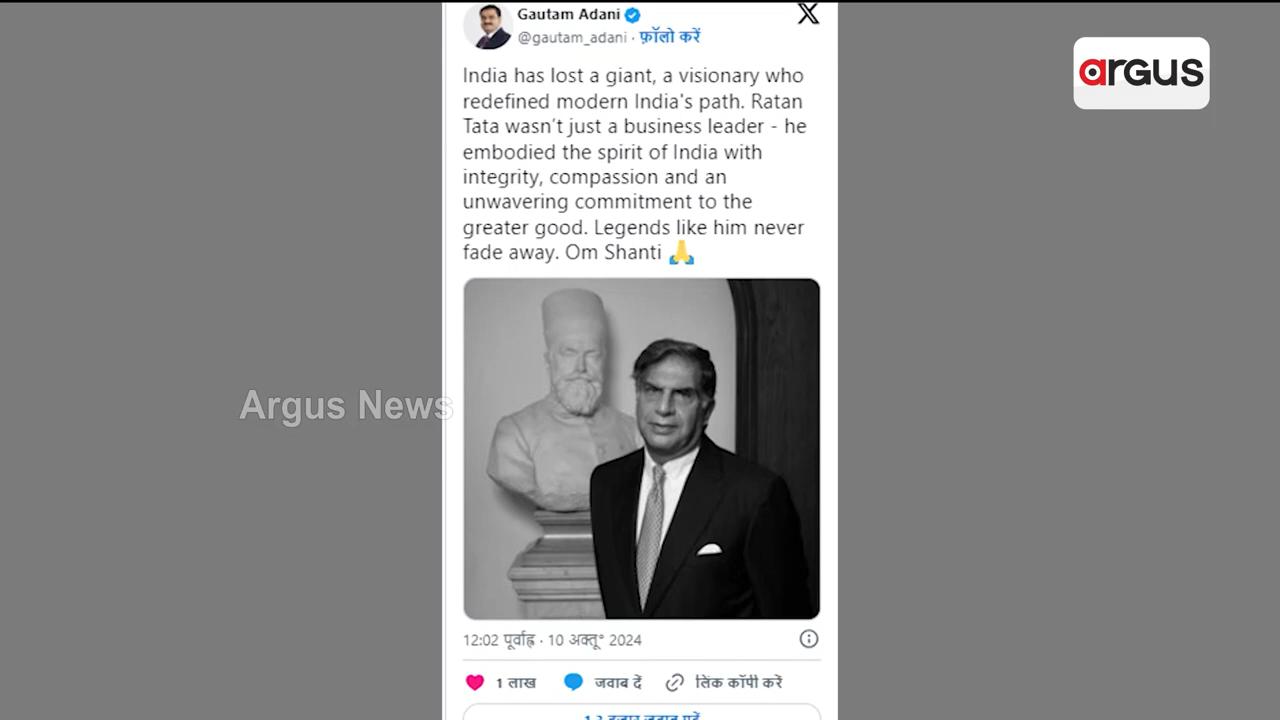 Gautam Adani
@gautam_adani · फ़ॉलो करें
argus
India has lost a giant, a visionary who
redefined modern India's path. Ratan
Tata wasn't just a business leader - he
embodied the spirit of India with
integrity, compassion and an
unwavering commitment to the
greater good. Legends like him never
fade away. Om Shanti 🙏
Argus News
12:02 पूर्वाह्न · 10 अक्तू॰ 2024
1 लाख जवाब दें लिंक कॉपी करें